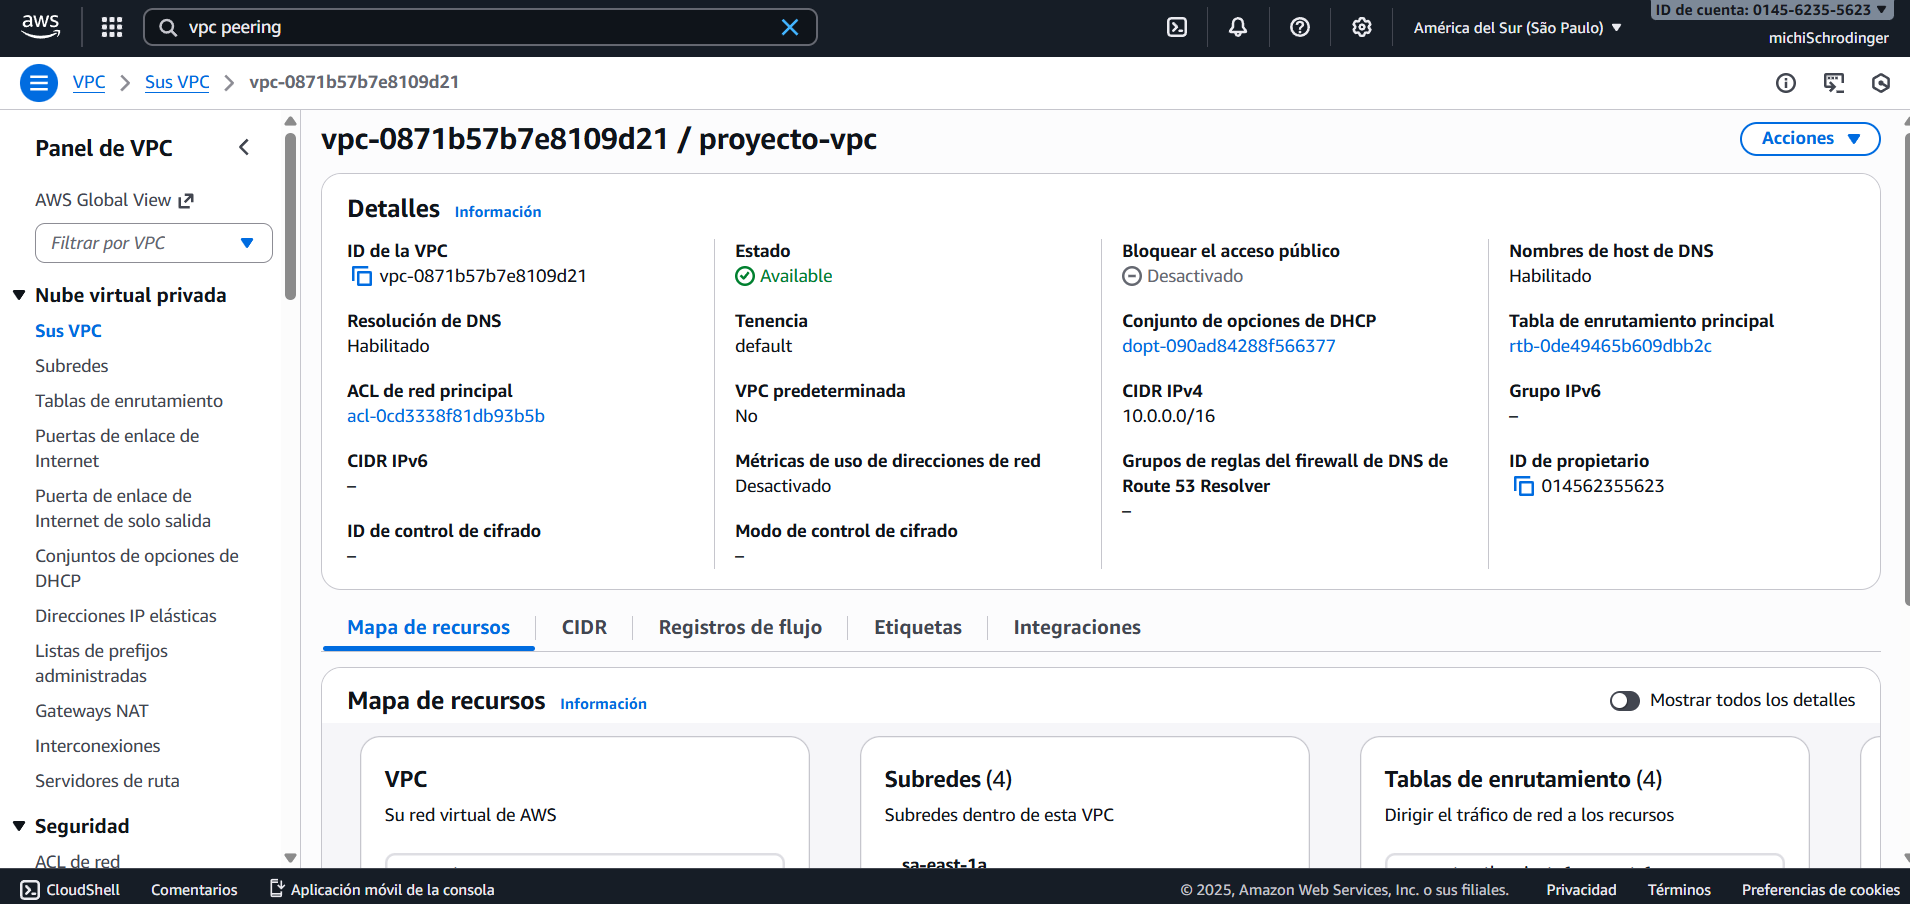 aws
vpc peering
América del Sur (São Paulo)
ID de cuenta: 0145-6235-5623
michiSchrodinger
VPC
Sus VPC
vpc-0871b57b7e8109d21
Panel de VPC
AWS Global View
Filtrar por VPC
Nube virtual privada
Sus VPC
Subredes
Tablas de enrutamiento
Puertas de enlace de
Internet
Puerta de enlace de
Internet de solo salida
Conjuntos de opciones de
DHCP
Direcciones IP elásticas
Listas de prefijos
administradas
Gateways NAT
Interconexiones
Servidores de ruta
Seguridad
ACL de red
vpc-0871b57b7e8109d21 / proyecto-vpc
Acciones
Detalles Información
ID de la VPC
vpc-0871b57b7e8109d21
Estado
Available
Bloquear el acceso público
Desactivado
Nombres de host de DNS
Habilitado
Resolución de DNS
Habilitado
Tenencia
default
Conjunto de opciones de DHCP
dopt-090ad84288f566377
Tabla de enrutamiento principal
rtb-0de49465b609dbb2c
ACL de red principal
acl-0cd3338f81db93b5b
VPC predeterminada
No
CIDR IPv4
10.0.0.0/16
Grupo IPv6
–
CIDR IPv6
–
Métricas de uso de direcciones de red
Desactivado
Grupos de reglas del firewall de DNS de
Route 53 Resolver
–
ID de propietario
014562355623
ID de control de cifrado
–
Modo de control de cifrado
–
Mapa de recursos
CIDR
Registros de flujo
Etiquetas
Integraciones
Mapa de recursos Información
Mostrar todos los detalles
VPC
Su red virtual de AWS
Subredes (4)
Subredes dentro de esta VPC
sa-east-1a
Tablas de enrutamiento (4)
Dirigir el tráfico de red a los recursos
CloudShell
Comentarios
Aplicación móvil de la consola
© 2025, Amazon Web Services, Inc. o sus filiales.
Privacidad
Términos
Preferencias de cookies